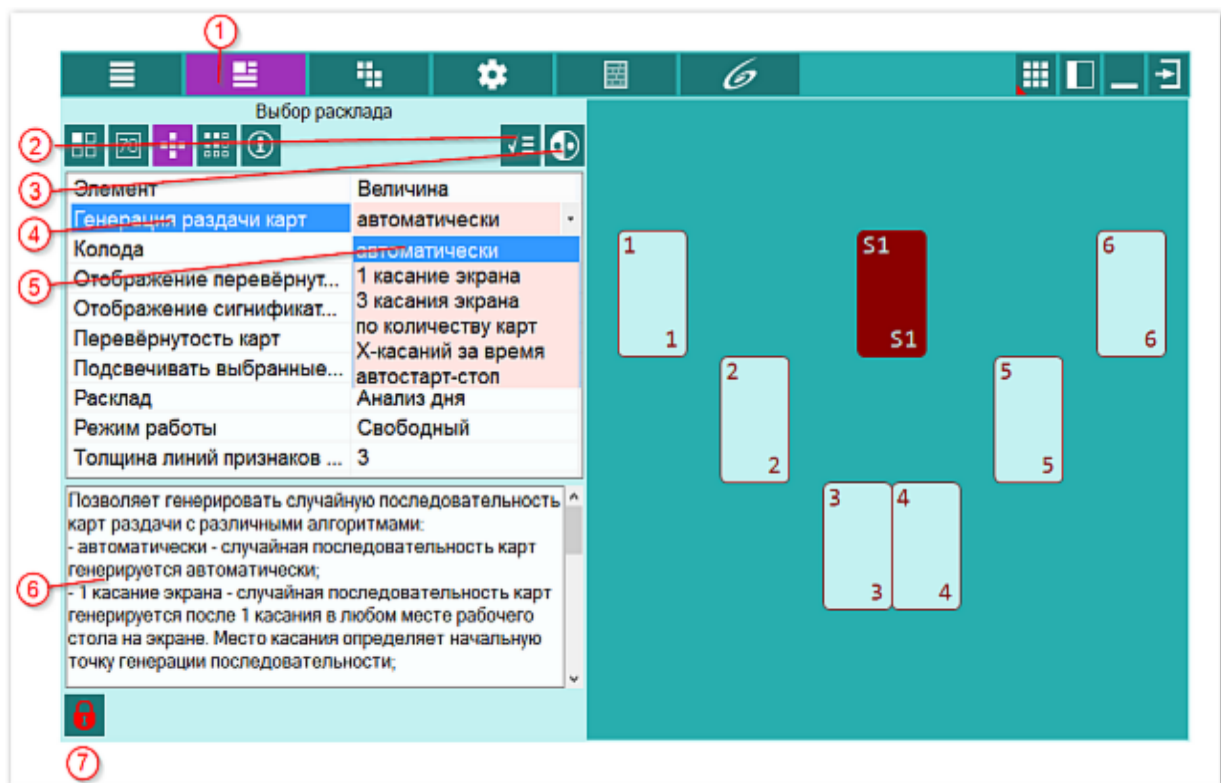 1
Выбор расклада
2
78
3
Элемент Величина
4
Генерация раздачи карт автоматически
Колода автоматически
5
Отображение перевёрнут... 1 касание экрана
Отображение сигнификат... 3 касания экрана
Перевёрнутость карт по количеству карт
Подсвечивать выбранные... Х-касаний за время
автостарт-стоп
Расклад Анализ дня
Режим работы Свободный
Толщина линий признаков ... 3
Позволяет генерировать случайную последовательность
карт раздачи с различными алгоритмами:
- автоматически - случайная последовательность карт
генерируется автоматически;
6
- 1 касание экрана - случайная последовательность карт
генерируется после 1 касания в любом месте рабочего
стола на экране. Место касания определяет начальную
точку генерации последовательности;
7
1 S1 6
1 S1 6
2 5
2 5
3 4
3 4